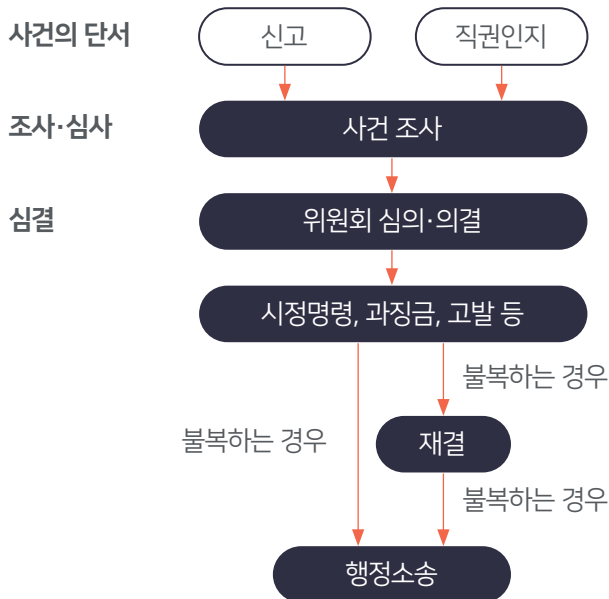 사건의 단서
신고
직권인지
조사·심사
사건 조사
심결
위원회 심의·의결
시정명령, 과징금, 고발 등
불복하는 경우
불복하는 경우
재결
불복하는 경우
행정소송